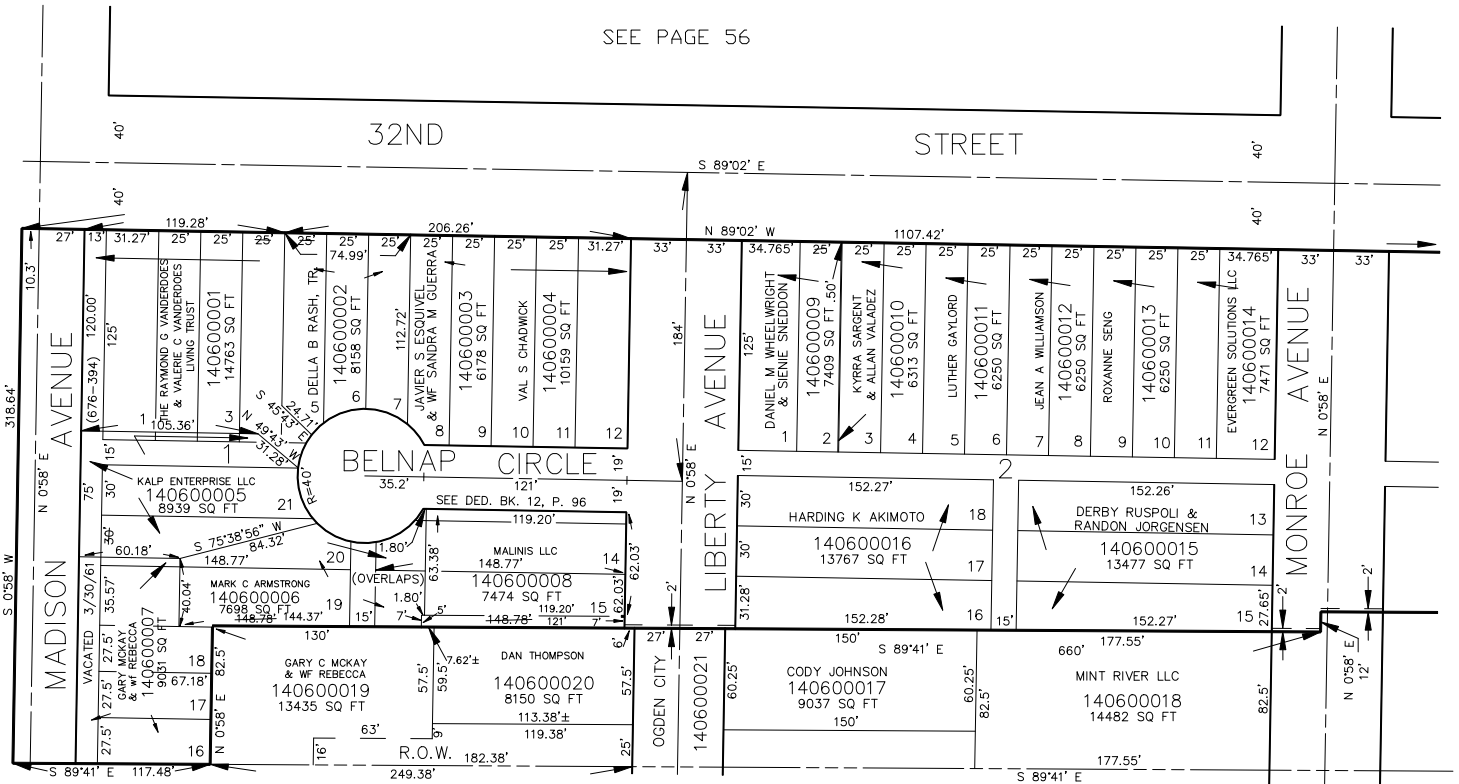 SEE PAGE 56
40'
32ND STREET
40'
S 89°02' E
40'
40'
119.28'
206.26'
N 89°02' W
1107.42'
27'
13'
31.27'
25'
25'
25'
25'
25'
25'
25'
25'
25'
25'
31.27'
33'
33'
34.765'
25'
25'
25'
25'
25'
25'
25'
25'
25'
25'
34.765'
33'
33'
74.99'
10.3'
318.64'
S 0°58' W
N 0°58' E
MADISON AVENUE
(676-394) 120.00'
125'
THE RAYMOND G VANDERDOES
& VALERIE C VANDERDOES
LIVING TRUST
140600001
14763 SQ FT
1
3
105.36'
1
S 45°43' E
24.71'
N 49°43' W
31.28'
5
DELLA B RASH, TR
140600002
8158 SQ FT
6
7
112.72'
JAVIER S ESQUIVEL
& WF SANDRA M GUERRA
8
140600003
6178 SQ FT
9
VAL S CHADWICK
10
140600004
10159 SQ FT
11
12
184'
N 0°58' E
LIBERTY AVENUE
125'
DANIEL M WHEELWRIGHT
& SIENIE SNEDDON
1
140600009
7409 SQ FT
.50'
2
KYRRA SARGENT
& ALLAN VALADEZ
3
140600010
6313 SQ FT
4
LUTHER GAYLORD
5
140600011
6250 SQ FT
6
JEAN A WILLIAMSON
7
140600012
6250 SQ FT
8
ROXANNE SENG
9
140600013
6250 SQ FT
10
11
EVERGREEN SOLUTIONS LLC
140600014
7471 SQ FT
12
MONROE AVENUE
N 0°58' E
15'
BELNAP CIRCLE
19'
19'
R=40'
35.2'
121'
SEE DED. BK. 12, P. 96
15'
2
75'
30'
KALP ENTERPRISE LLC
140600005
8939 SQ FT
21
30'
S 75°38'56" W
84.32'
60.18'
148.77'
20
VACATED 3/30/61
35.57'
40.04'
MARK C ARMSTRONG
140600006
7698 SQ FT
148.78'
144.37'
19
15'
7'
1.80'
(OVERLAPS)
1.80'
119.20'
63.38'
148.77'
MALINIS LLC
14
140600008
7474 SQ FT
62.03'
62.03'
5'
119.20'
148.78'
121'
15
7'
2'
30'
152.27'
HARDING K AKIMOTO
18
30'
140600016
13767 SQ FT
17
31.28'
152.28'
16
15'
152.26'
DERBY RUSPOLI &
RANDON JORGENSEN
13
140600015
13477 SQ FT
14
152.27'
15
27.65'
2'
2'
27.5'
27.5'
27.5'
GARY MCKAY
& wf REBECCA
140600007
9031 SQ FT
18
67.18'
17
16
82.5'
N 0°58' E
130'
GARY C MCKAY
& WF REBECCA
140600019
13435 SQ FT
57.5'
59.5'
7.62'±
DAN THOMPSON
140600020
8150 SQ FT
113.38'±
119.38'
6'
57.5'
63'
16'
9'
R.O.W.
182.38'
25'
27'
27'
OGDEN CITY
140600021
60.25'
150'
S 89°41' E
660'
177.55'
CODY JOHNSON
140600017
9037 SQ FT
150'
60.25'
82.5'
MINT RIVER LLC
140600018
14482 SQ FT
82.5'
N 0°58' E
12'
177.55'
S 89°41' E
117.48'
249.38'
S 89°41' E